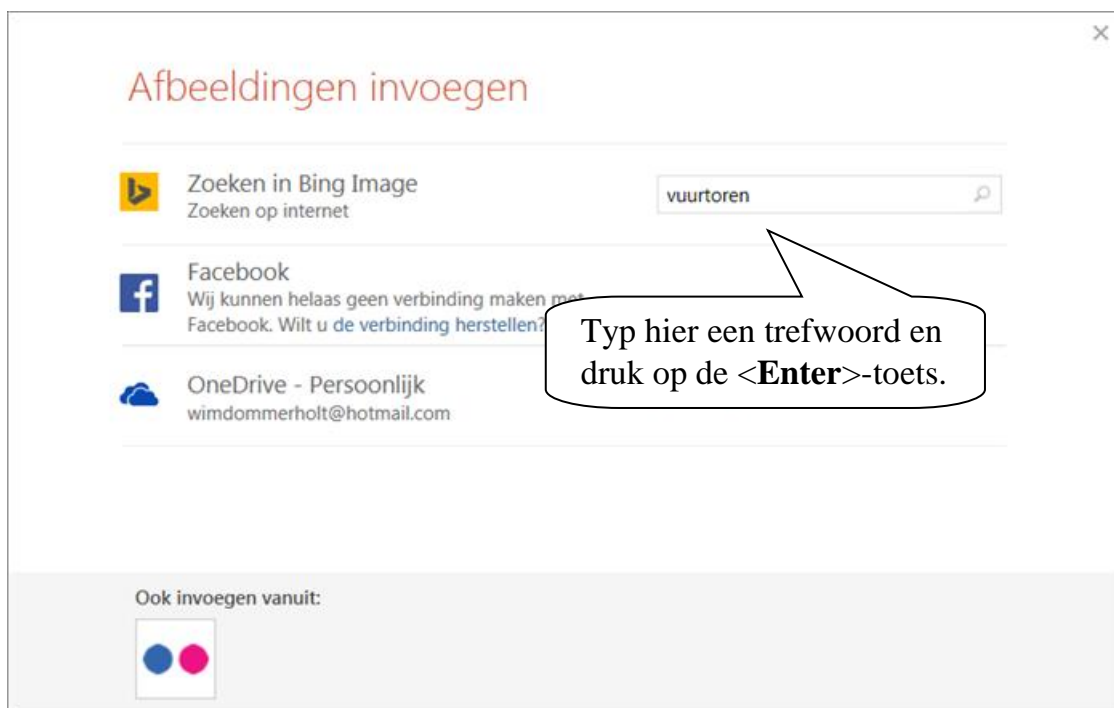 Afbeeldingen invoegen
Zoeken in Bing Image
Zoeken op internet
vuurtoren
Facebook
Wij kunnen helaas geen verbinding maken met
Facebook. Wilt u de verbinding herstellen?
Typ hier een trefwoord en
druk op de <Enter>-toets.
OneDrive - Persoonlijk
wimdommerholt@hotmail.com
Ook invoegen vanuit: